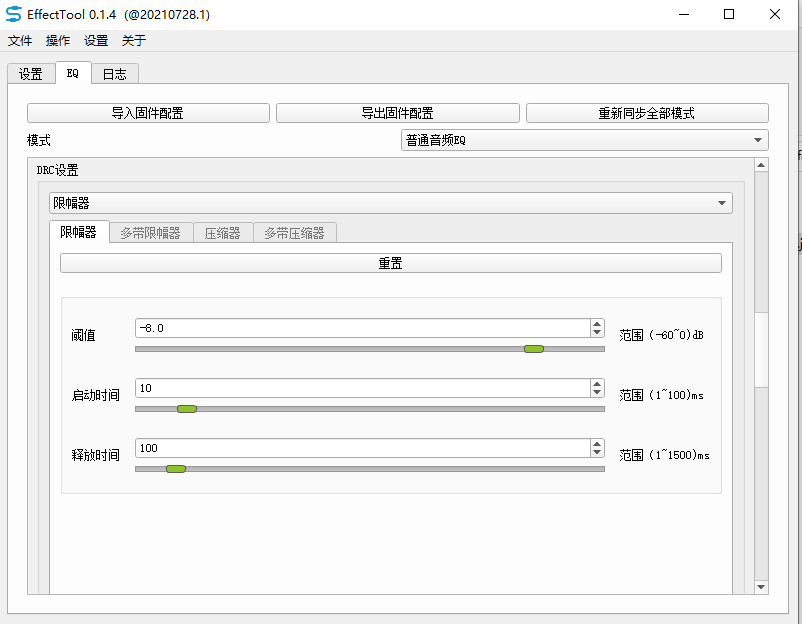 EffectTool 0.1.4 (@20210728.1)
文件 操作 设置 关于
设置 EQ 日志
导入固件配置 导出固件配置 重新同步全部模式
模式 普通音频EQ
DRC设置
限幅器
限幅器 多带限幅器 压缩器 多带压缩器
重置
阈值 -8.0 范围 (-60~0)dB
启动时间 10 范围 (1~100)ms
释放时间 100 范围 (1~1500)ms